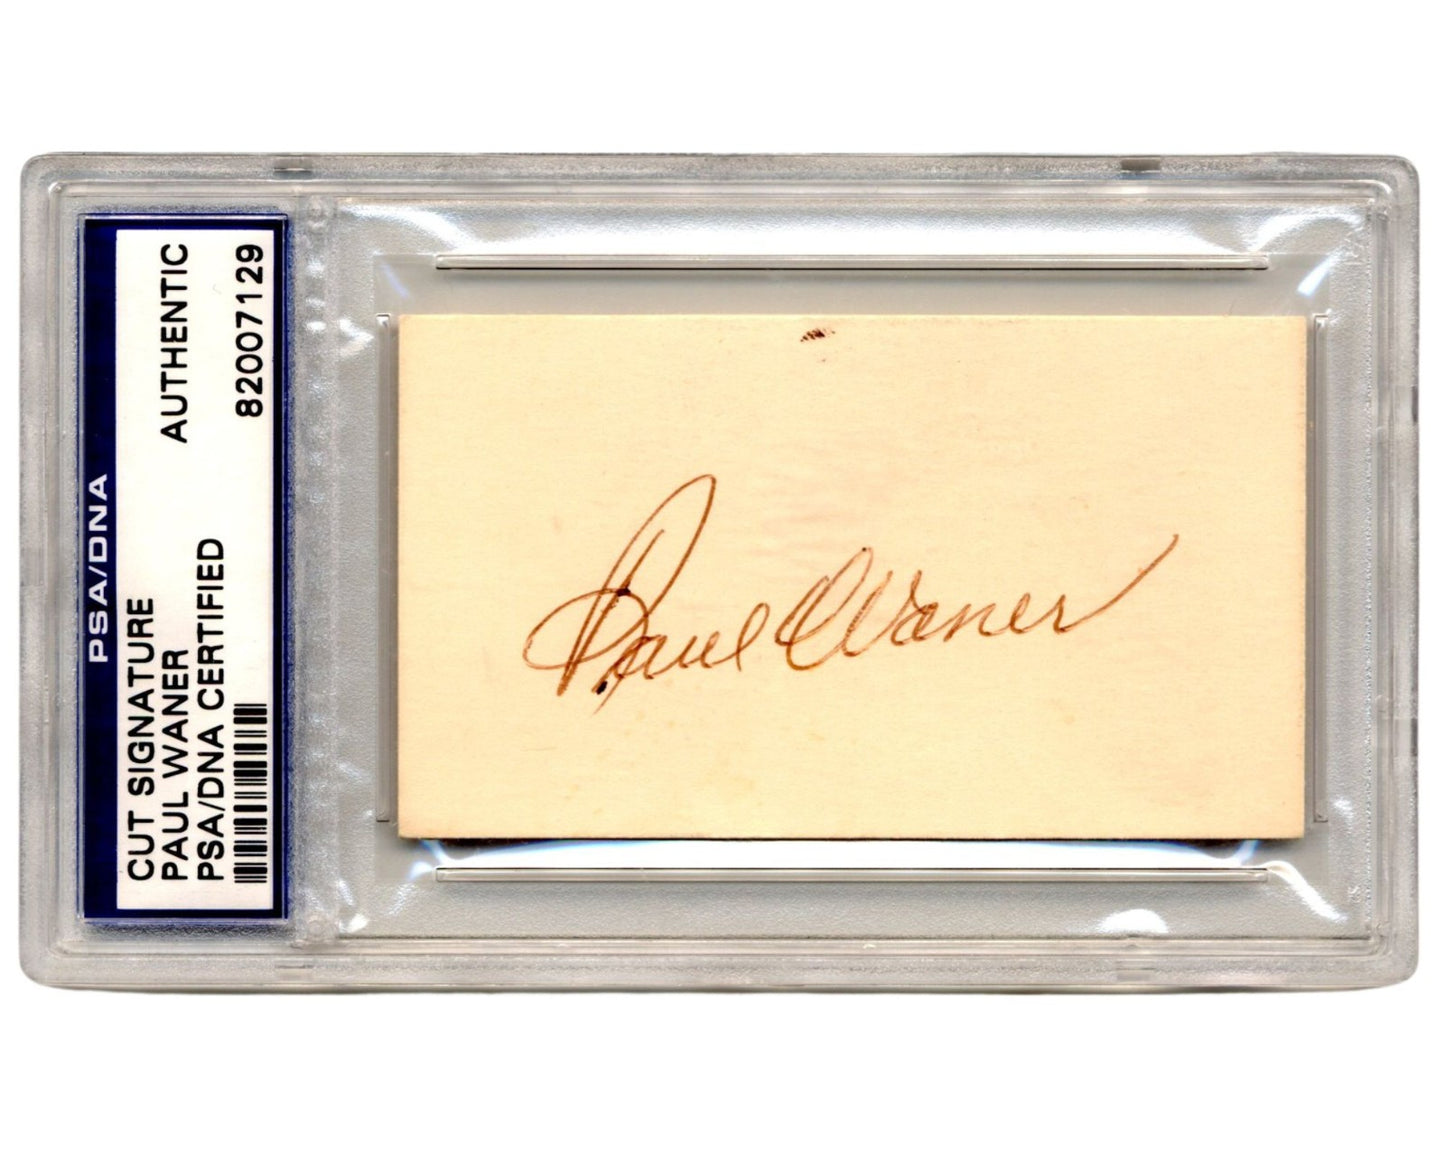 PSA/DNA
CUT SIGNATURE AUTHENTIC
PAUL WANER
PSA/DNA CERTIFIED 82007129
Paul Waner